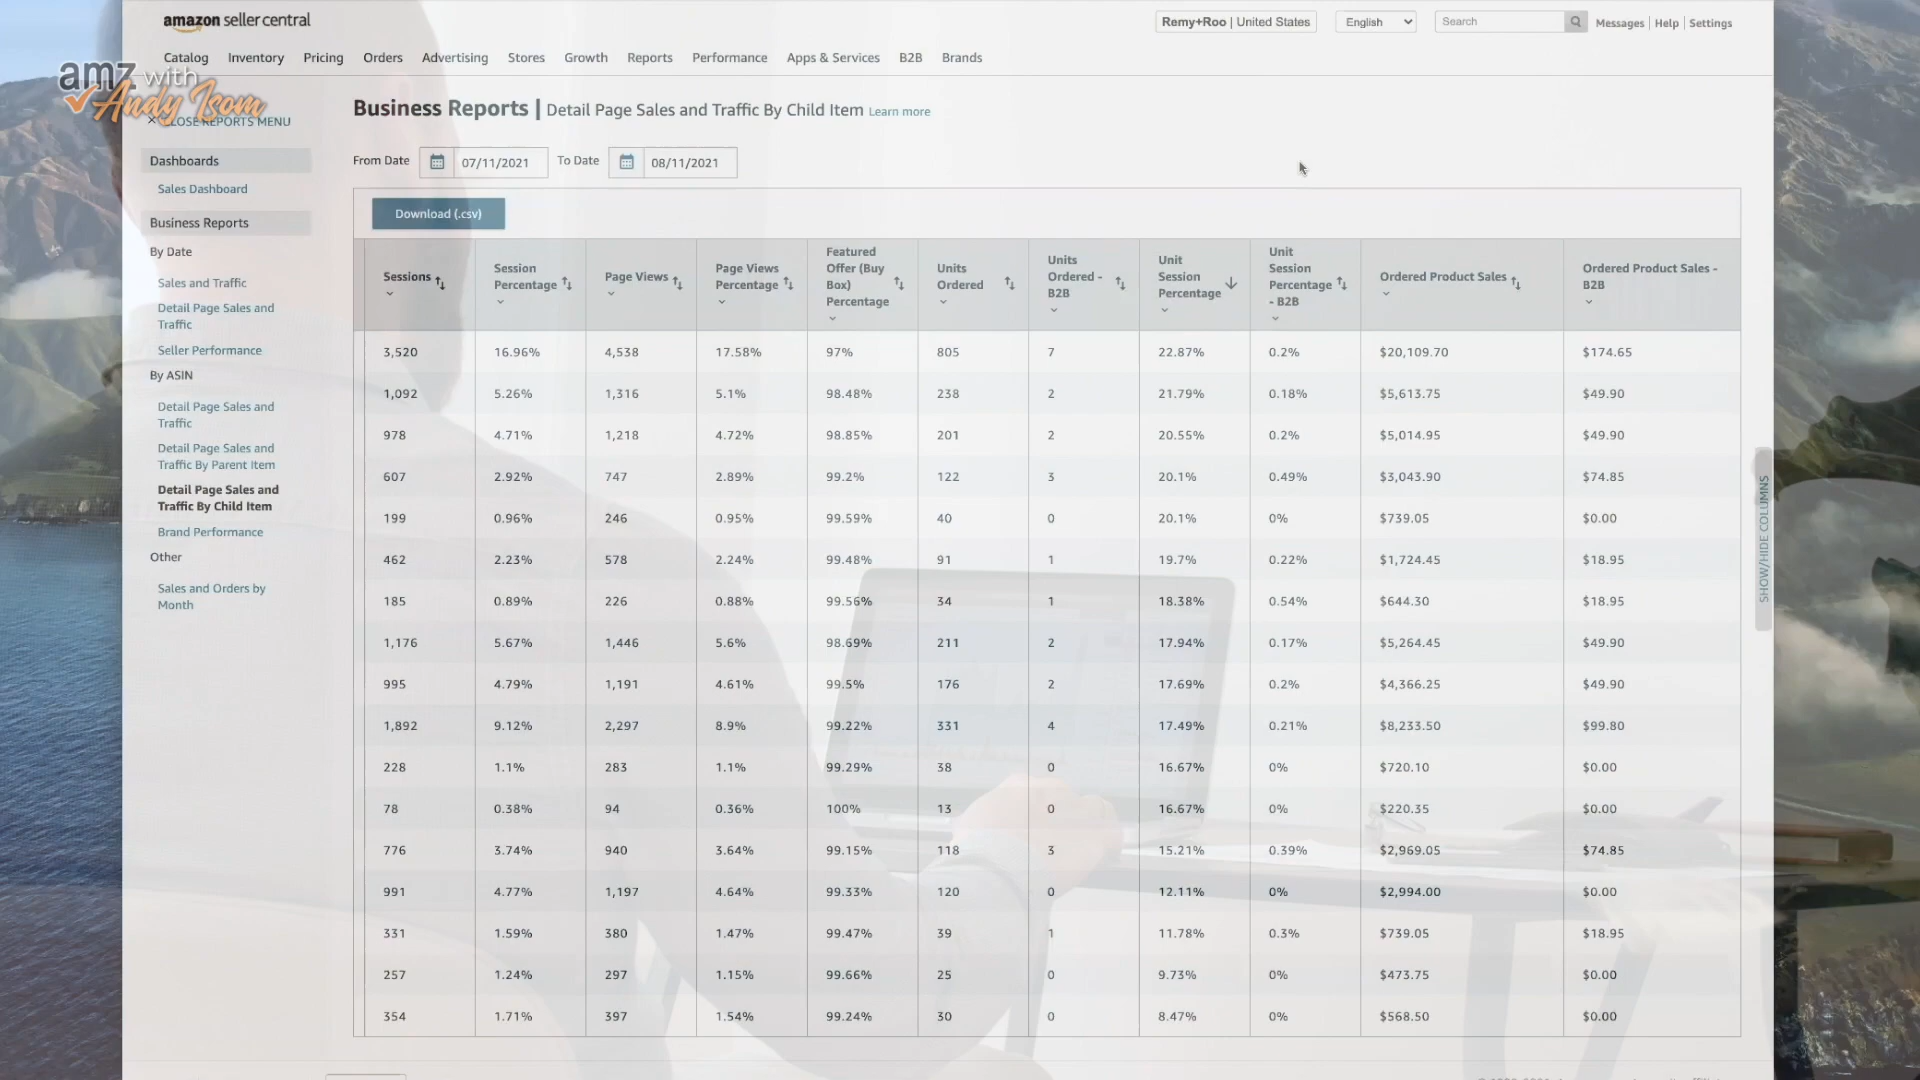 amazon seller central
Remy+Roo | United States
English
Search
Messages | Help | Settings
Catalog Inventory Pricing Orders Advertising Stores Growth Reports Performance Apps & Services B2B Brands
amz with
Andy Isom
× CLOSE REPORTS MENU
Business Reports | Detail Page Sales and Traffic By Child Item Learn more
From Date 07/11/2021 To Date 08/11/2021
Dashboards
Sales Dashboard
Business Reports
By Date
Sales and Traffic
Detail Page Sales and
Traffic
Seller Performance
By ASIN
Detail Page Sales and
Traffic
Detail Page Sales and
Traffic By Parent Item
Detail Page Sales and
Traffic By Child Item
Brand Performance
Other
Sales and Orders by
Month
Download (.csv)
Sessions
Session
Percentage
Page Views
Page Views
Percentage
Featured
Offer (Buy
Box)
Percentage
Units
Ordered
Units
Ordered -
B2B
Unit
Session
Percentage
Unit
Session
Percentage
- B2B
Ordered Product Sales
Ordered Product Sales -
B2B
3,520 16.96% 4,538 17.58% 97% 805 7 22.87% 0.2% $20,109.70 $174.65
1,092 5.26% 1,316 5.1% 98.48% 238 2 21.79% 0.18% $5,613.75 $49.90
978 4.71% 1,218 4.72% 98.85% 201 2 20.55% 0.2% $5,014.95 $49.90
607 2.92% 747 2.89% 99.2% 122 3 20.1% 0.49% $3,043.90 $74.85
199 0.96% 246 0.95% 99.59% 40 0 20.1% 0% $739.05 $0.00
462 2.23% 578 2.24% 99.48% 91 1 19.7% 0.22% $1,724.45 $18.95
185 0.89% 226 0.88% 99.56% 34 1 18.38% 0.54% $644.30 $18.95
1,176 5.67% 1,446 5.6% 98.69% 211 2 17.94% 0.17% $5,264.45 $49.90
995 4.79% 1,191 4.61% 99.5% 176 2 17.69% 0.2% $4,366.25 $49.90
1,892 9.12% 2,297 8.9% 99.22% 331 4 17.49% 0.21% $8,233.50 $99.80
228 1.1% 283 1.1% 99.29% 38 0 16.67% 0% $720.10 $0.00
78 0.38% 94 0.36% 100% 13 0 16.67% 0% $220.35 $0.00
776 3.74% 940 3.64% 99.15% 118 3 15.21% 0.39% $2,969.05 $74.85
991 4.77% 1,197 4.64% 99.33% 120 0 12.11% 0% $2,994.00 $0.00
331 1.59% 380 1.47% 99.47% 39 1 11.78% 0.3% $739.05 $18.95
257 1.24% 297 1.15% 99.66% 25 0 9.73% 0% $473.75 $0.00
354 1.71% 397 1.54% 99.24% 30 0 8.47% 0% $568.50 $0.00
SHOW/HIDE COLUMNS